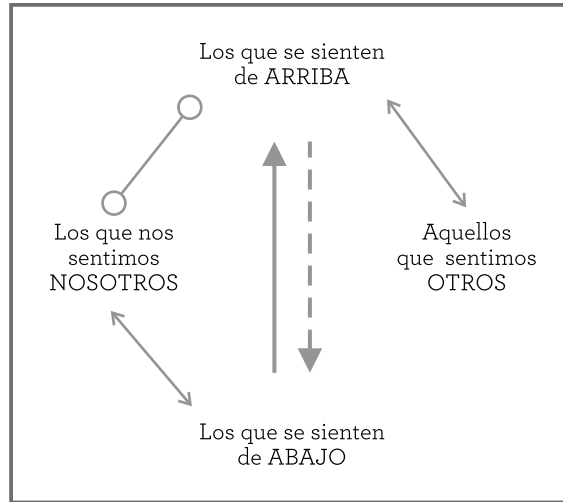 Los que se sienten
de ARRIBA
Los que nos
sentimos
NOSOTROS
Aquellos
que sentimos
OTROS
Los que se sienten
de ABAJO